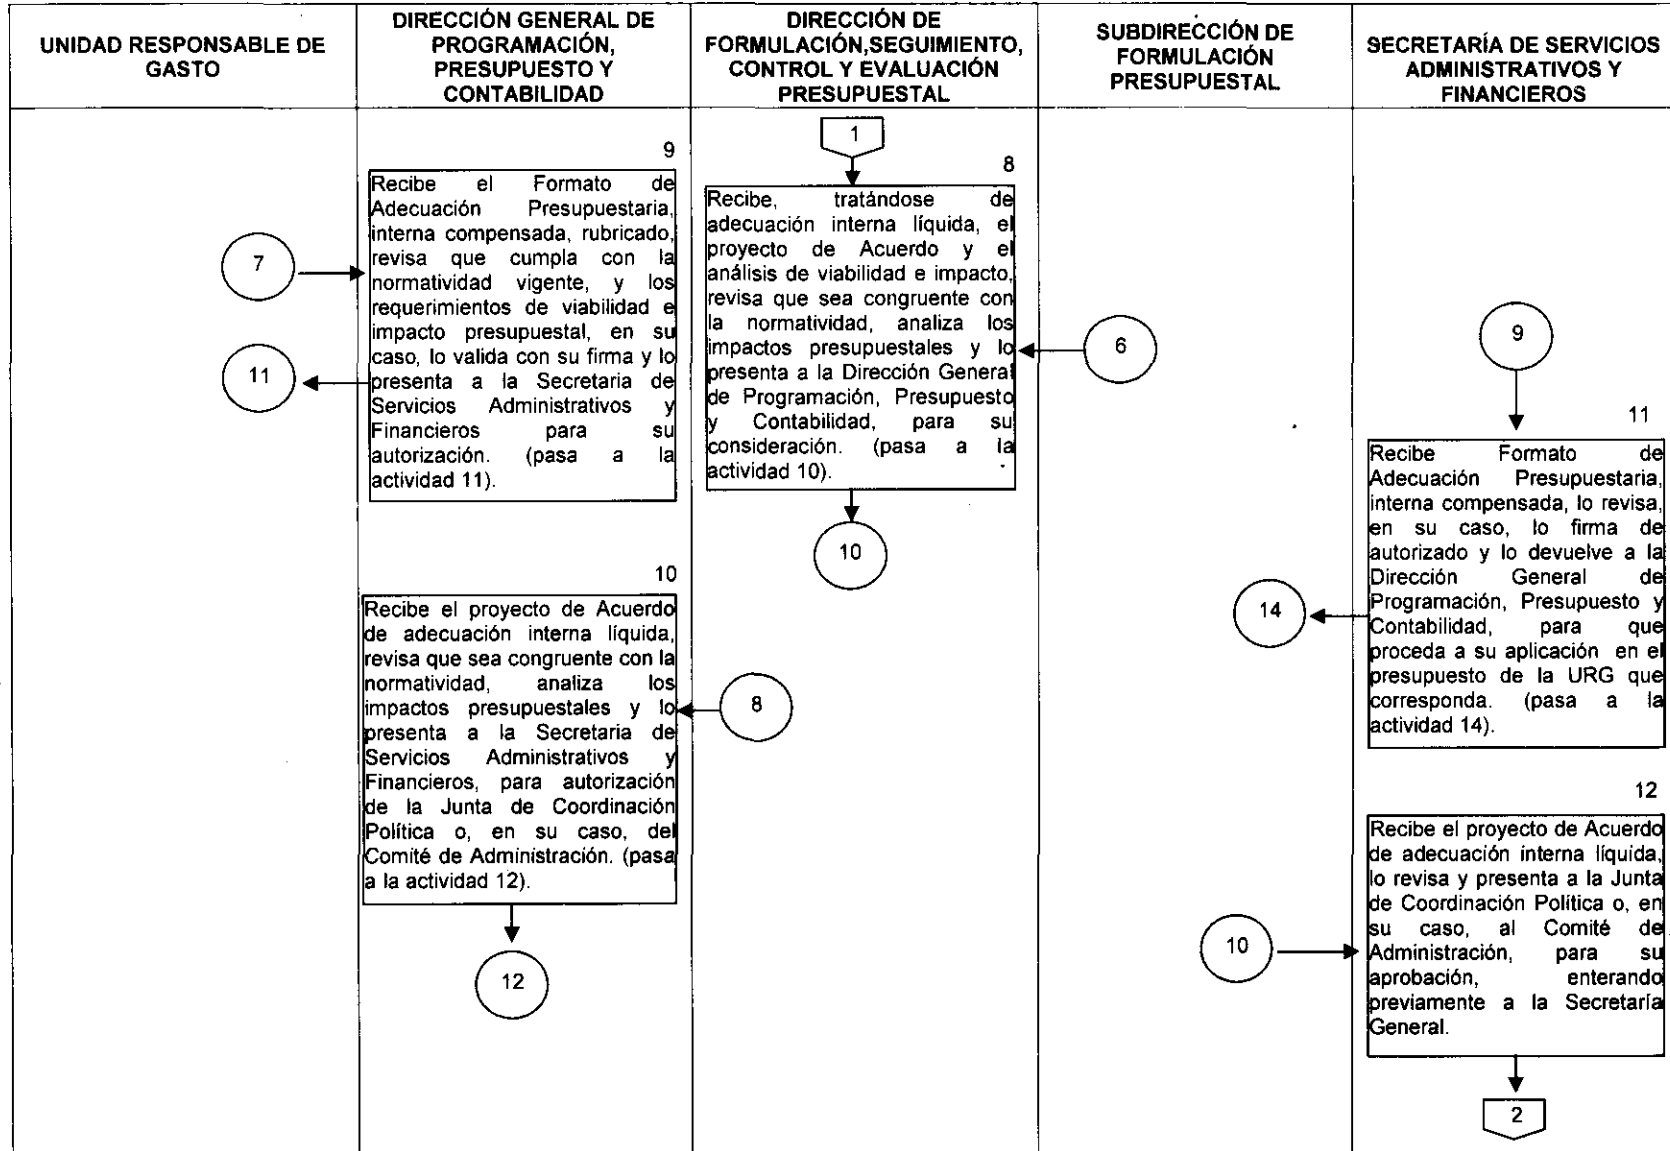 UNIDAD RESPONSABLE DE
GASTO
DIRECCIÓN GENERAL DE
PROGRAMACIÓN,
PRESUPUESTO Y
CONTABILIDAD
DIRECCIÓN DE
FORMULACIÓN,SEGUIMIENTO,
CONTROL Y EVALUACIÓN
PRESUPUESTAL
SUBDIRECCIÓN DE
FORMULACIÓN
PRESUPUESTAL
SECRETARÍA DE SERVICIOS
ADMINISTRATIVOS Y
FINANCIEROS
7
11
9
Recibe el Formato de
Adecuación Presupuestaria,
interna compensada, rubricado,
revisa que cumpla con la
normatividad vigente, y los
requerimientos de viabilidad e
impacto presupuestal, en su
caso, lo valida con su firma y lo
presenta a la Secretaria de
Servicios Administrativos y
Financieros para su
autorización. (pasa a la
actividad 11).
10
Recibe el proyecto de Acuerdo
de adecuación interna líquida,
revisa que sea congruente con la
normatividad, analiza los
impactos presupuestales y lo
presenta a la Secretaria de
Servicios Administrativos y
Financieros, para autorización
de la Junta de Coordinación
Política o, en su caso, del
Comité de Administración. (pasa
a la actividad 12).
12
1
8
Recibe, tratándose de
adecuación interna líquida, el
proyecto de Acuerdo y el
análisis de viabilidad e impacto,
revisa que sea congruente con
la normatividad, analiza los
impactos presupuestales y lo
presenta a la Dirección General
de Programación, Presupuesto
y Contabilidad, para su
consideración. (pasa a la
actividad 10).
10
8
6
14
10
9
11
Recibe Formato de
Adecuación Presupuestaria,
interna compensada, lo revisa,
en su caso, lo firma de
autorizado y lo devuelve a la
Dirección General de
Programación, Presupuesto y
Contabilidad, para que
proceda a su aplicación en el
presupuesto de la URG que
corresponda. (pasa a la
actividad 14).
12
Recibe el proyecto de Acuerdo
de adecuación interna líquida,
lo revisa y presenta a la Junta
de Coordinación Política o, en
su caso, al Comité de
Administración, para su
aprobación, enterando
previamente a la Secretaría
General.
2